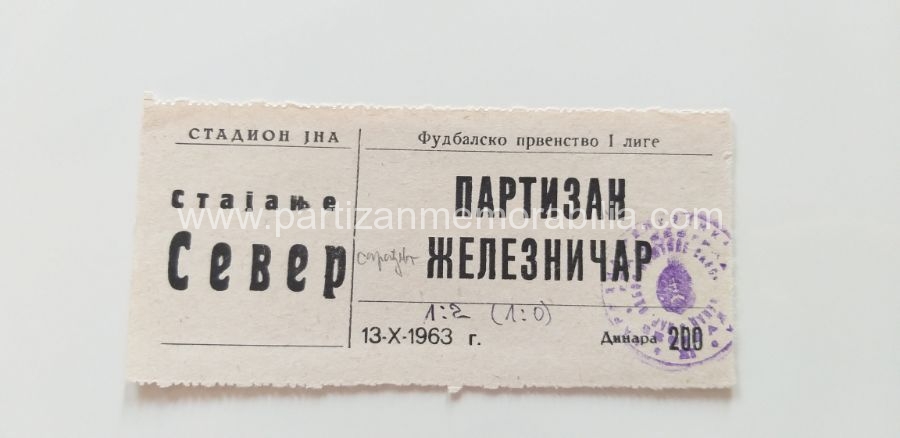 СТАДИОН ЈНА
Стајање
Север
Фудбалско првенство I лиге
ПАРТИЗАН
ЖЕЛЕЗНИЧАР
1:2 (1:0)
13-X-1963 г.
Динара 200
www.partizanmemorabilia.com